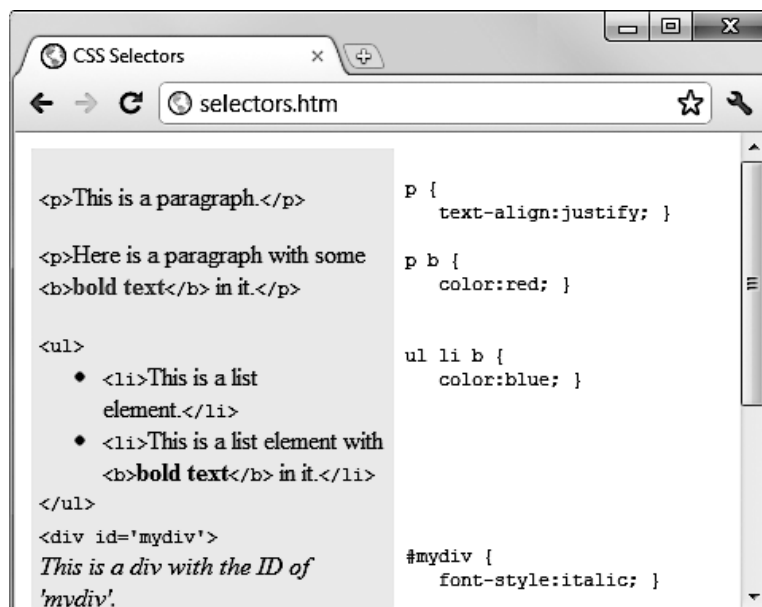 CSS Selectors
selectors.htm
<p>This is a paragraph.</p>
p {
text-align:justify; }
<p>Here is a paragraph with some
<b>bold text</b> in it.</p>
p b {
color:red; }
<ul>
• <li>This is a list
element.</li>
• <li>This is a list element with
<b>bold text</b> in it.</li>
</ul>
ul li b {
color:blue; }
<div id='mydiv'>
This is a div with the ID of
'mydiv'.
#mydiv {
font-style:italic; }